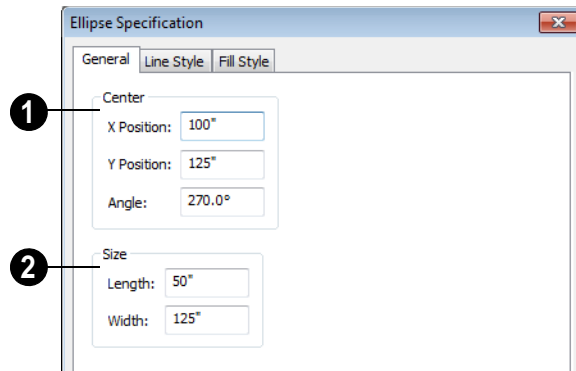 Ellipse Specification
General Line Style Fill Style
Center
1
X Position: 100"
Y Position: 125"
Angle: 270.0°
Size
2
Length: 50"
Width: 125"